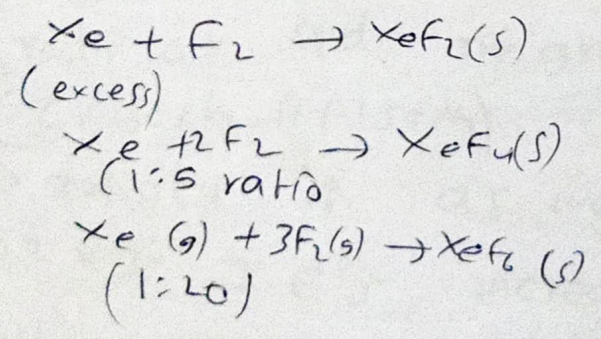 Xe + F2 → XeF2(s)
(excess)
Xe +2F2 → XeF4(s)
(1:5 ratio
Xe (g) + 3F2(g) → XeF6 (s)
(1:20)